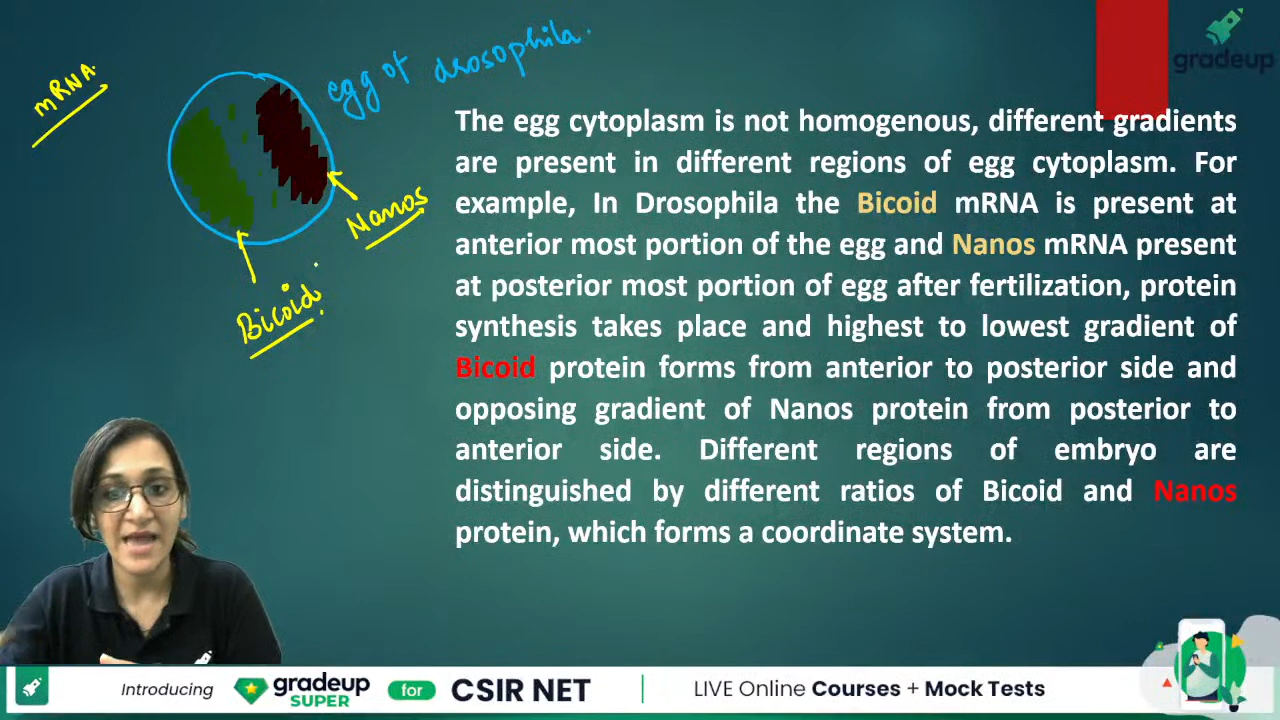 mRNA.
egg of drosophila.
gradeup
Nanos
Bicoid
The egg cytoplasm is not homogenous, different gradients
are present in different regions of egg cytoplasm. For
example, In Drosophila the Bicoid mRNA is present at
anterior most portion of the egg and Nanos mRNA present
at posterior most portion of egg after fertilization, protein
synthesis takes place and highest to lowest gradient of
Bicoid protein forms from anterior to posterior side and
opposing gradient of Nanos protein from posterior to
anterior side. Different regions of embryo are
distinguished by different ratios of Bicoid and Nanos
protein, which forms a coordinate system.
Introducing gradeup SUPER for CSIR NET LIVE Online Courses + Mock Tests